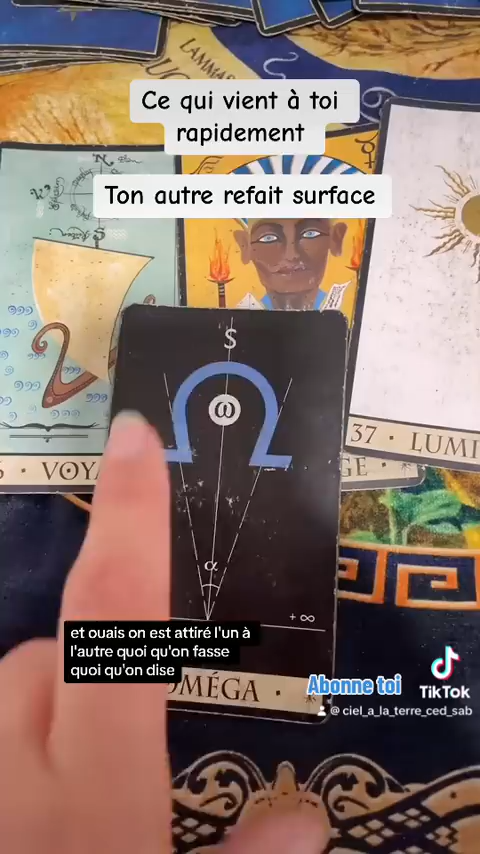 LAMMAS
Ce qui vient à toi
rapidement
Ton autre refait surface
N
S
S
ω
α
+∞
37 · LUMI
VOYA
GE
OMÉGA ·
et ouais on est attiré l'un à
l'autre quoi qu'on fasse
quoi qu'on dise
Abonne toi
TikTok
@ciel_a_la_terre_ced_sab